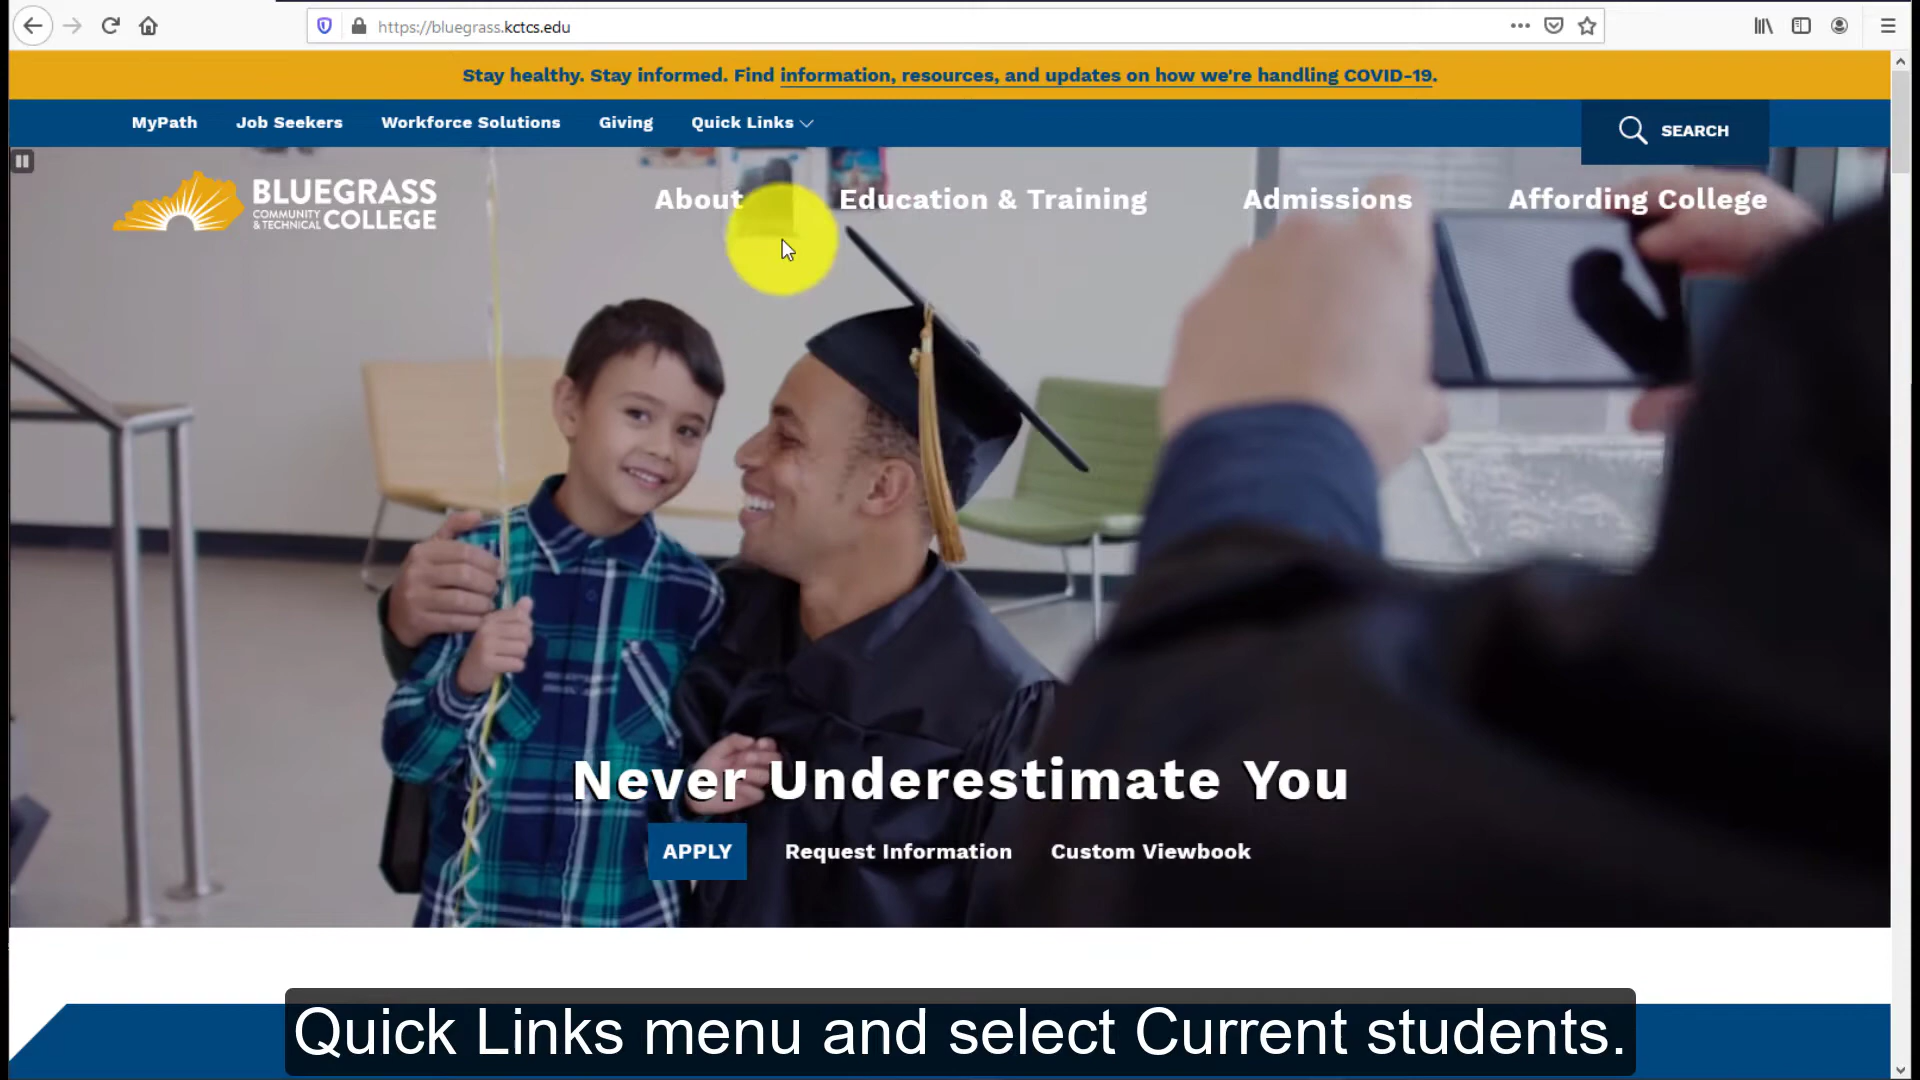 https://bluegrass.kctcs.edu
Stay healthy. Stay informed. Find information, resources, and updates on how we're handling COVID-19.
MyPath Job Seekers Workforce Solutions Giving Quick Links SEARCH
BLUEGRASS
COMMUNITY & TECHNICAL COLLEGE
About Education & Training Admissions Affording College
Never Underestimate You
APPLY Request Information Custom Viewbook
Quick Links menu and select Current students.